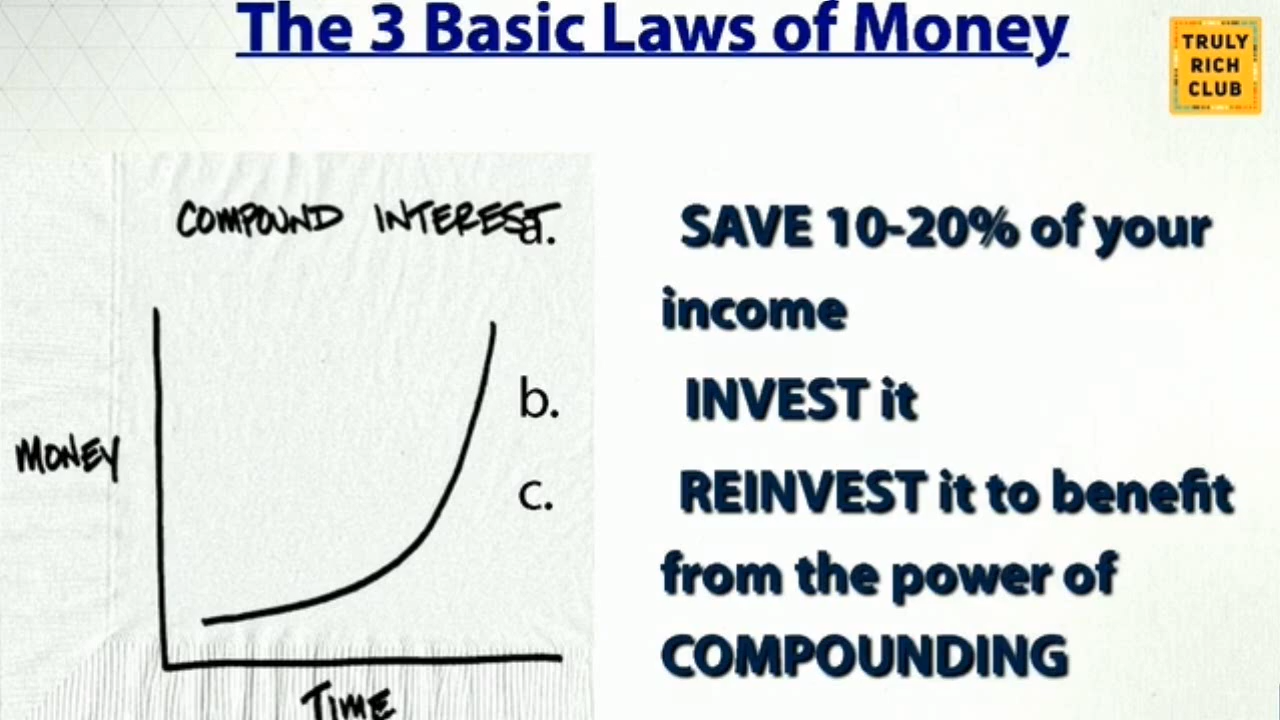 The 3 Basic Laws of Money
TRULY
RICH
CLUB
COMPOUND INTEREST
MONEY
TIME
a. SAVE 10-20% of your
income
b. INVEST it
c. REINVEST it to benefit
from the power of
COMPOUNDING